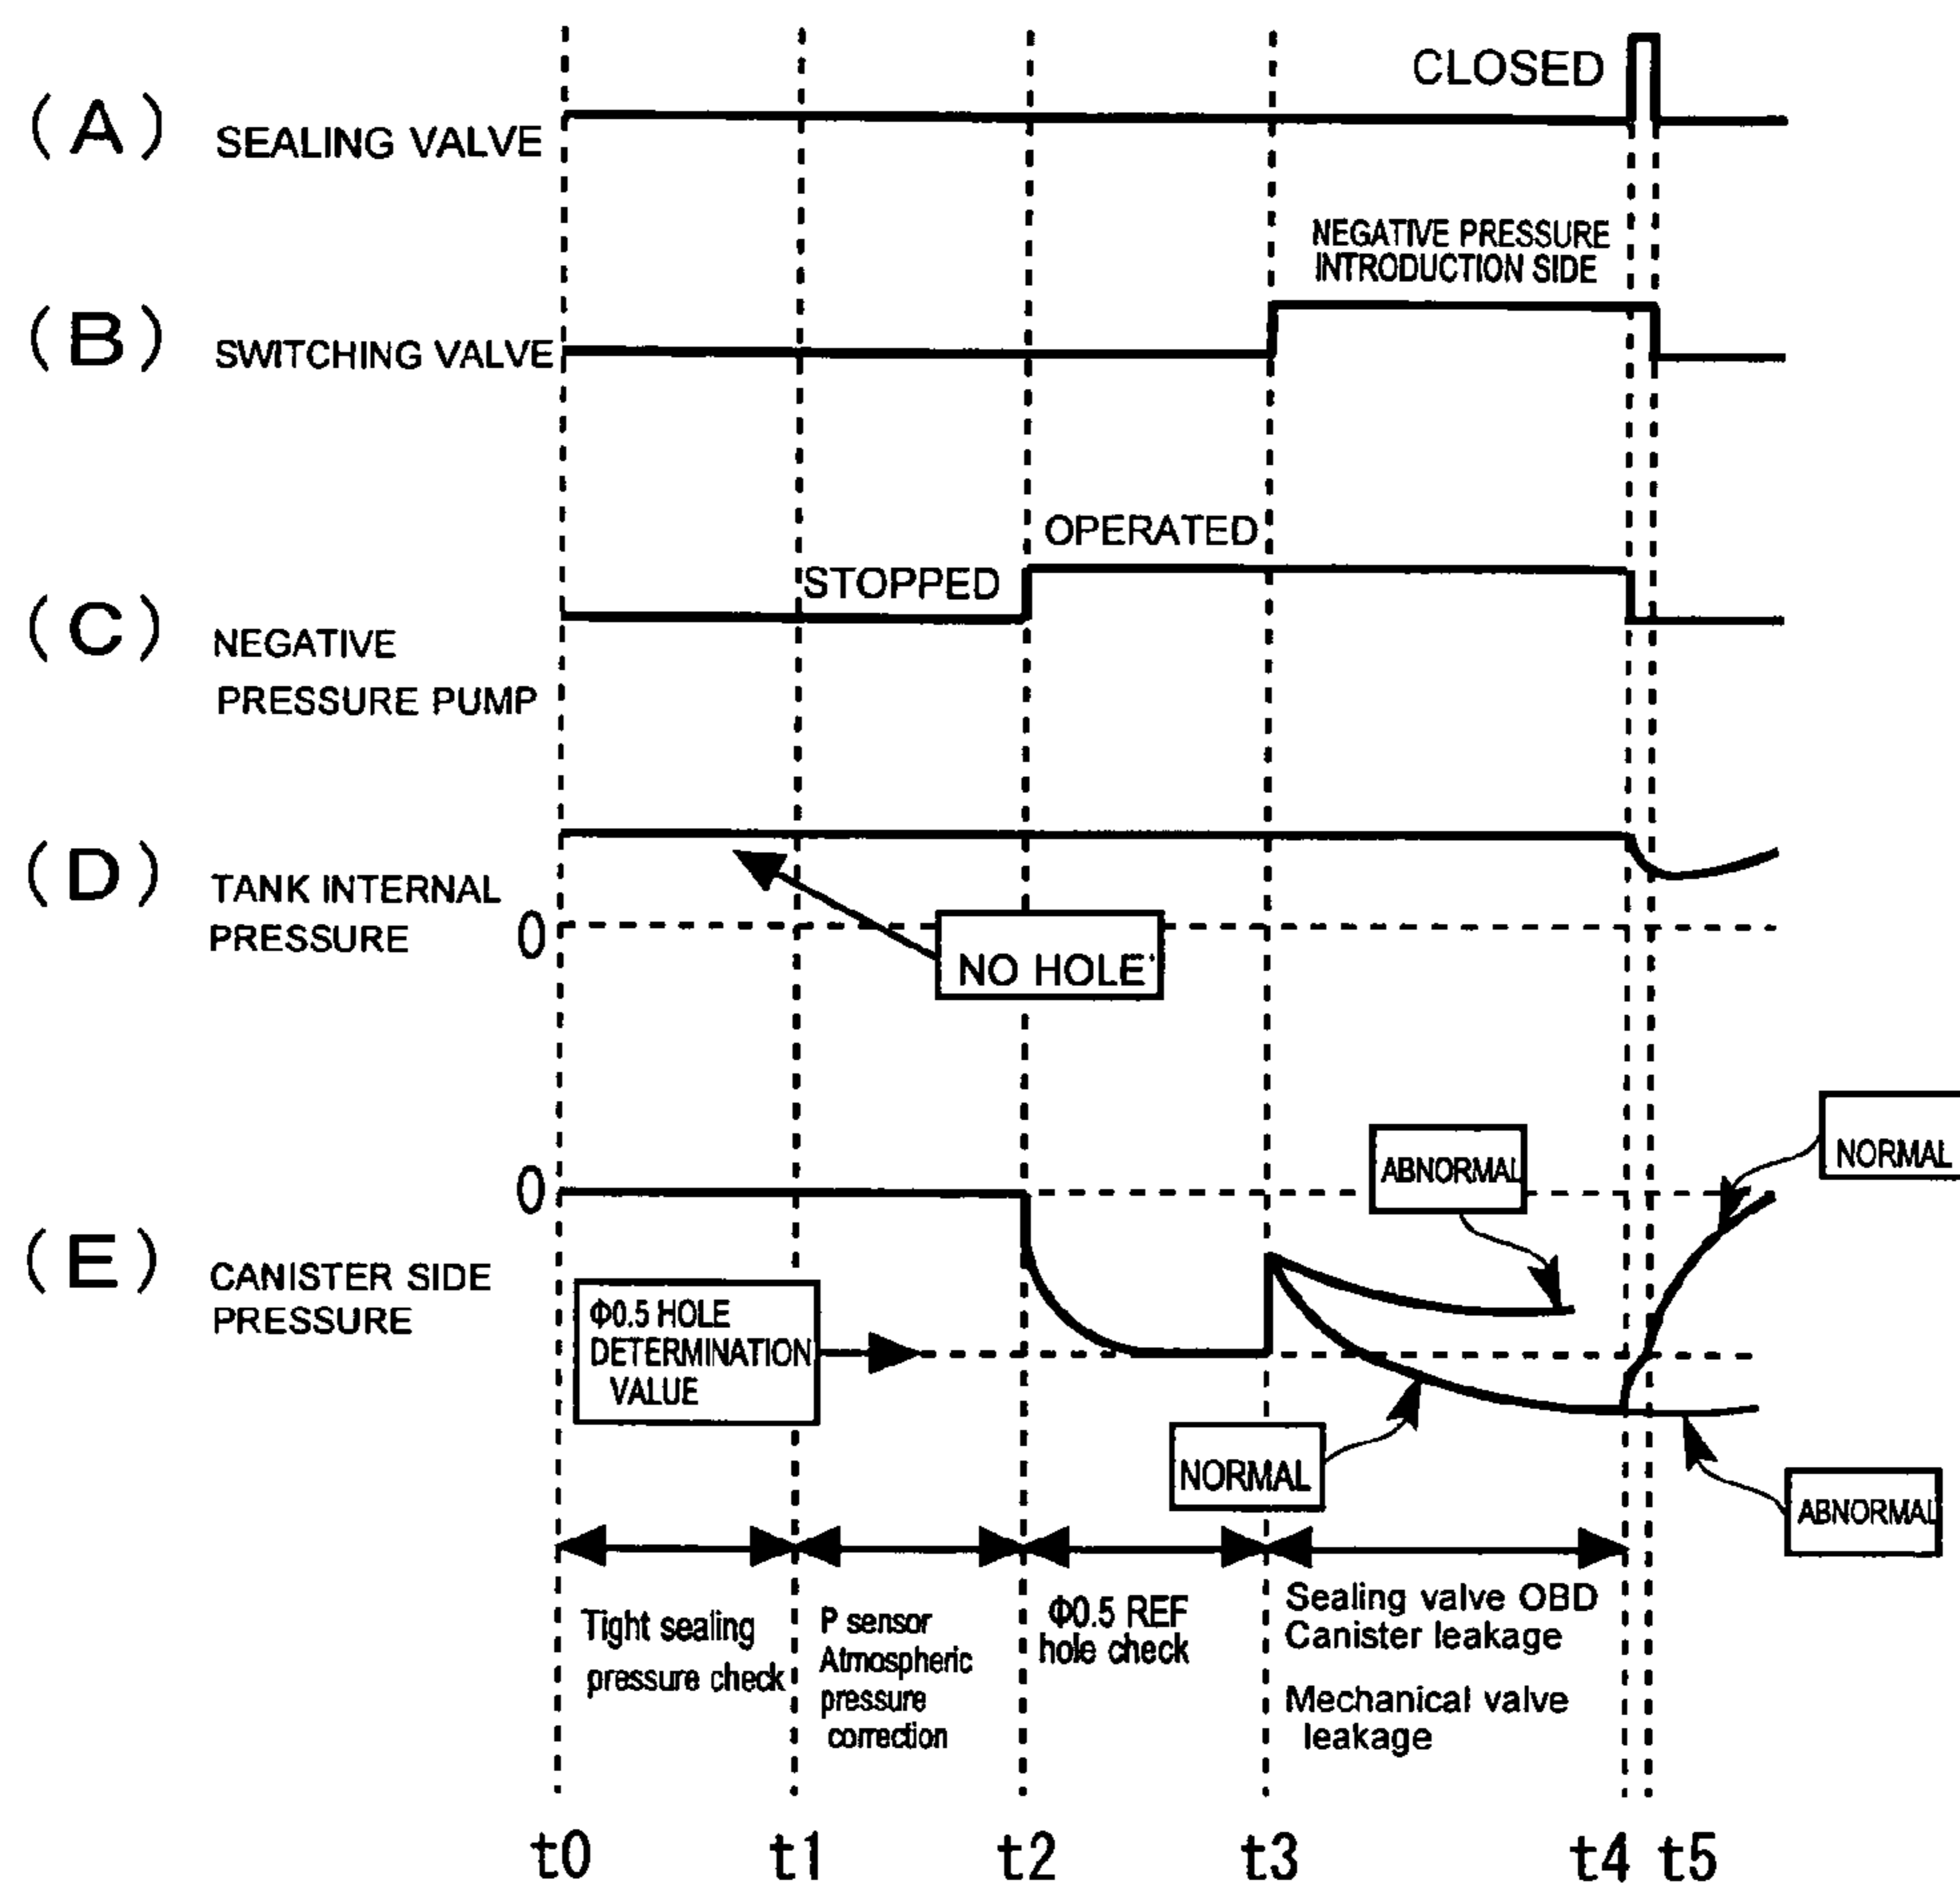 (A) SEALING VALVE
CLOSED
(B) SWITCHING VALVE
NEGATIVE PRESSURE
INTRODUCTION SIDE
(C) NEGATIVE
PRESSURE PUMP
STOPPED
OPERATED
(D) TANK INTERNAL
PRESSURE
0
NO HOLE
(E) CANISTER SIDE
PRESSURE
0
Φ0.5 HOLE
DETERMINATION
VALUE
ABNORMAL
NORMAL
NORMAL
ABNORMAL
Tight sealing
pressure check
P sensor
Atmospheric
pressure
correction
Φ0.5 REF
hole check
Sealing valve OBD
Canister leakage
Mechanical valve
leakage
t0 t1 t2 t3 t4 t5